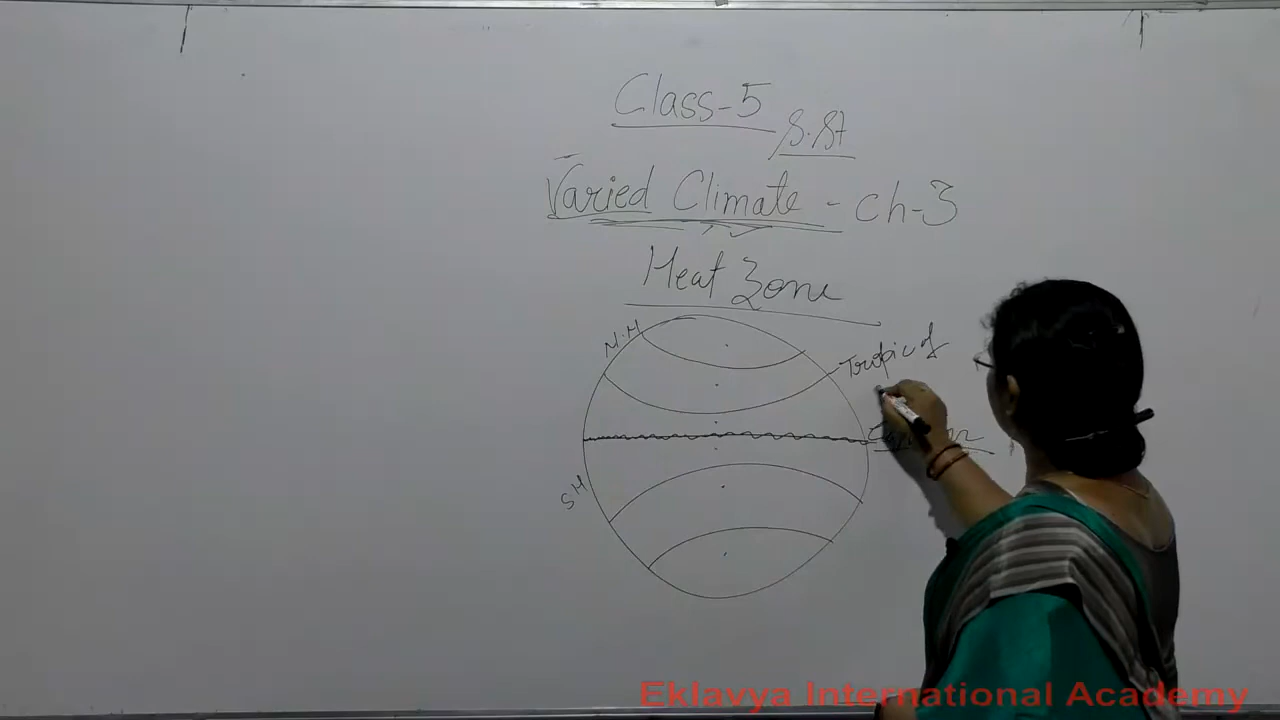 Class-5
S.St
Varied Climate - ch-3
Heat Zone
N.H
Tropic of
S H
Eklavya International Academy